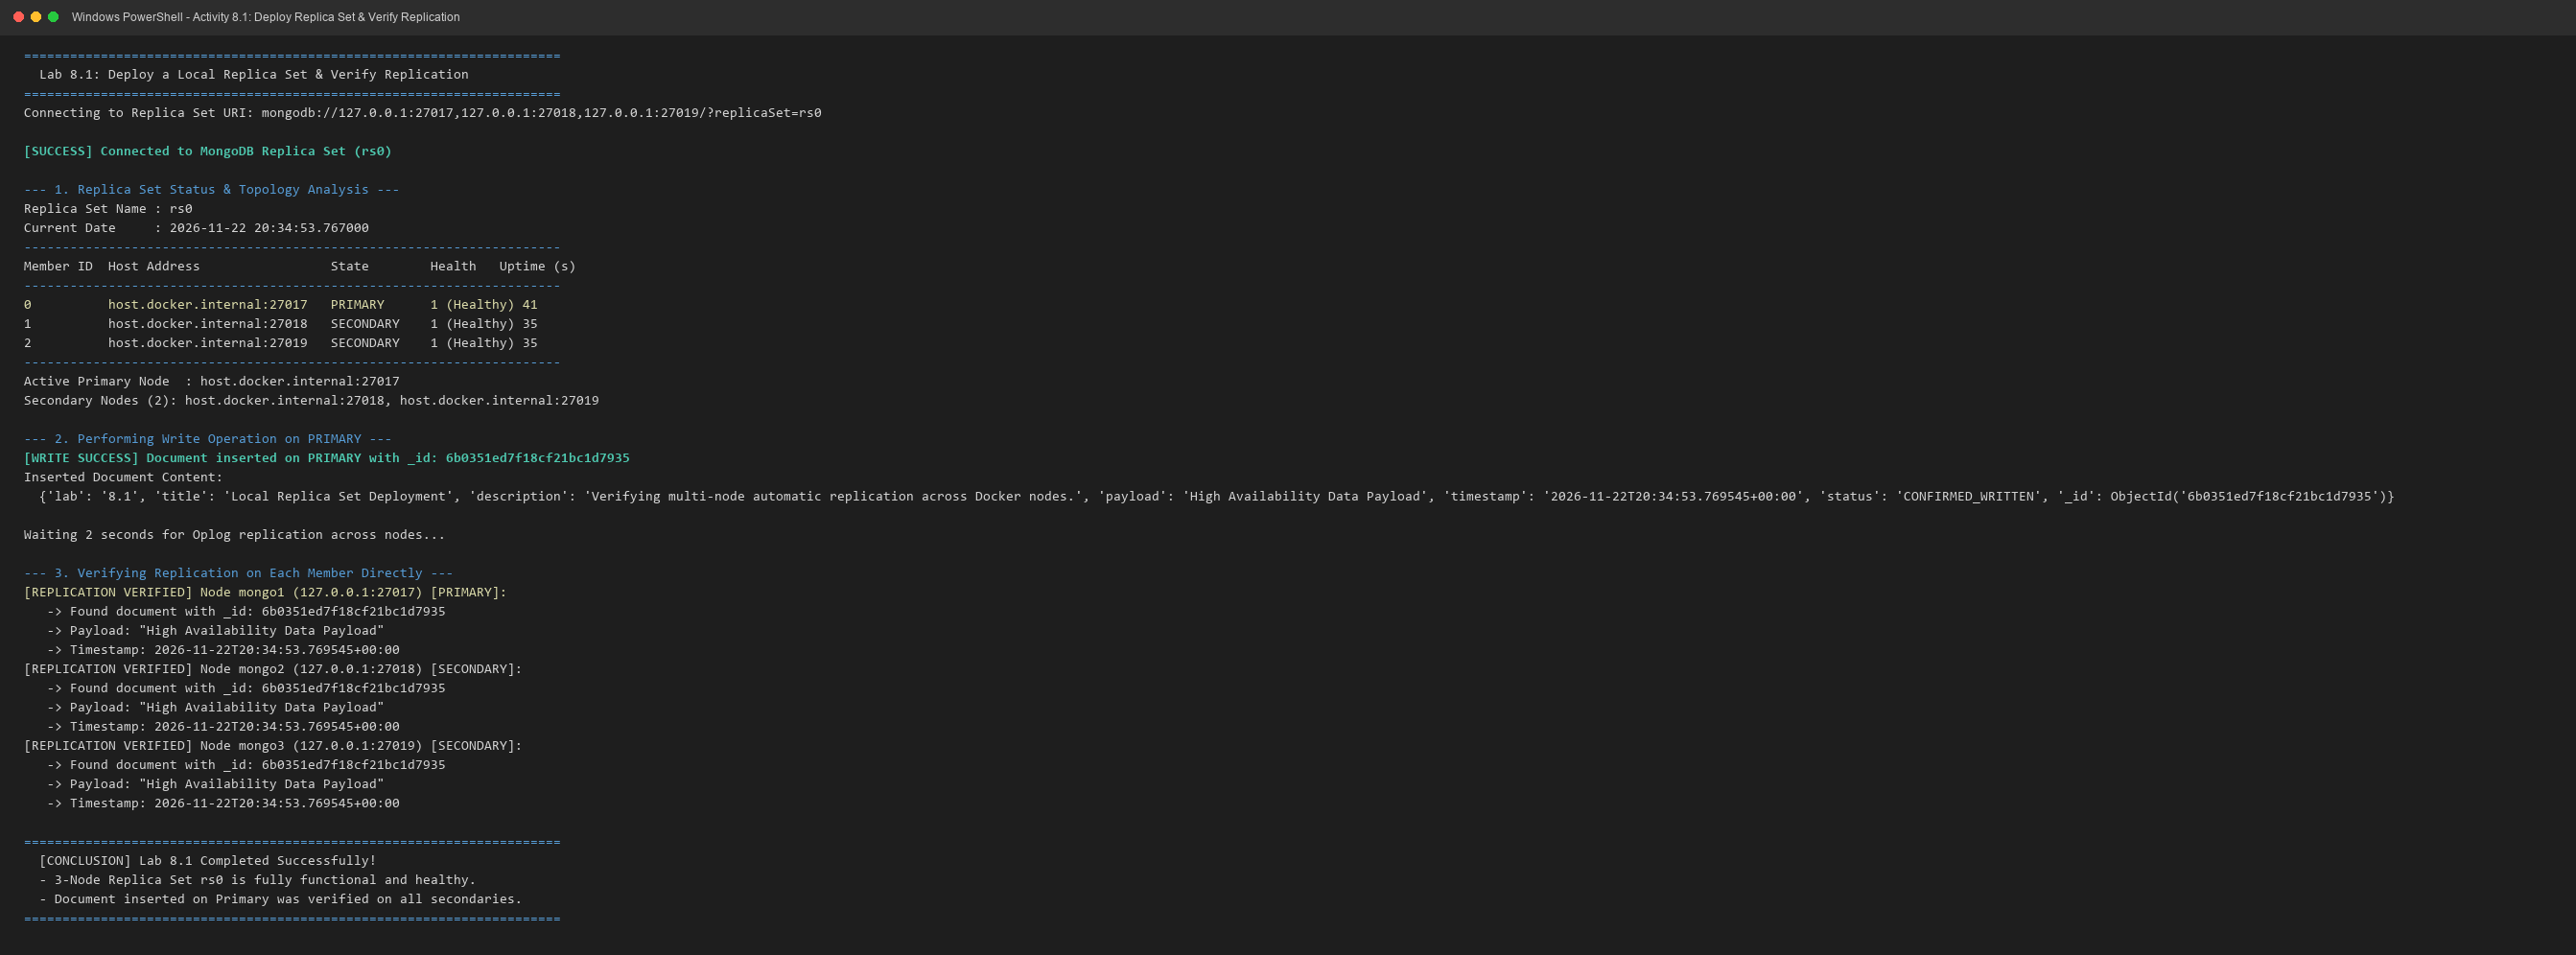 Windows PowerShell - Activity 8.1: Deploy Replica Set & Verify Replication
======================================================================
  Lab 8.1: Deploy a Local Replica Set & Verify Replication
======================================================================
Connecting to Replica Set URI: mongodb://127.0.0.1:27017,127.0.0.1:27018,127.0.0.1:27019/?replicaSet=rs0
[SUCCESS] Connected to MongoDB Replica Set (rs0)
--- 1. Replica Set Status & Topology Analysis ---
Replica Set Name : rs0
Current Date     : 2026-11-22 20:34:53.767000
----------------------------------------------------------------------
Member ID  Host Address                 State        Health   Uptime (s)
----------------------------------------------------------------------
0          host.docker.internal:27017   PRIMARY      1 (Healthy) 41
1          host.docker.internal:27018   SECONDARY    1 (Healthy) 35
2          host.docker.internal:27019   SECONDARY    1 (Healthy) 35
----------------------------------------------------------------------
Active Primary Node  : host.docker.internal:27017
Secondary Nodes (2): host.docker.internal:27018, host.docker.internal:27019
--- 2. Performing Write Operation on PRIMARY ---
[WRITE SUCCESS] Document inserted on PRIMARY with _id: 6b0351ed7f18cf21bc1d7935
Inserted Document Content:
  {'lab': '8.1', 'title': 'Local Replica Set Deployment', 'description': 'Verifying multi-node automatic replication across Docker nodes.', 'payload': 'High Availability Data Payload', 'timestamp': '2026-11-22T20:34:53.769545+00:00', 'status': 'CONFIRMED_WRITTEN', '_id': ObjectId('6b0351ed7f18cf21bc1d7935')}
Waiting 2 seconds for Oplog replication across nodes...
--- 3. Verifying Replication on Each Member Directly ---
[REPLICATION VERIFIED] Node mongo1 (127.0.0.1:27017) [PRIMARY]:
   -> Found document with _id: 6b0351ed7f18cf21bc1d7935
   -> Payload: "High Availability Data Payload"
   -> Timestamp: 2026-11-22T20:34:53.769545+00:00
[REPLICATION VERIFIED] Node mongo2 (127.0.0.1:27018) [SECONDARY]:
   -> Found document with _id: 6b0351ed7f18cf21bc1d7935
   -> Payload: "High Availability Data Payload"
   -> Timestamp: 2026-11-22T20:34:53.769545+00:00
[REPLICATION VERIFIED] Node mongo3 (127.0.0.1:27019) [SECONDARY]:
   -> Found document with _id: 6b0351ed7f18cf21bc1d7935
   -> Payload: "High Availability Data Payload"
   -> Timestamp: 2026-11-22T20:34:53.769545+00:00
======================================================================
  [CONCLUSION] Lab 8.1 Completed Successfully!
  - 3-Node Replica Set rs0 is fully functional and healthy.
  - Document inserted on Primary was verified on all secondaries.
======================================================================